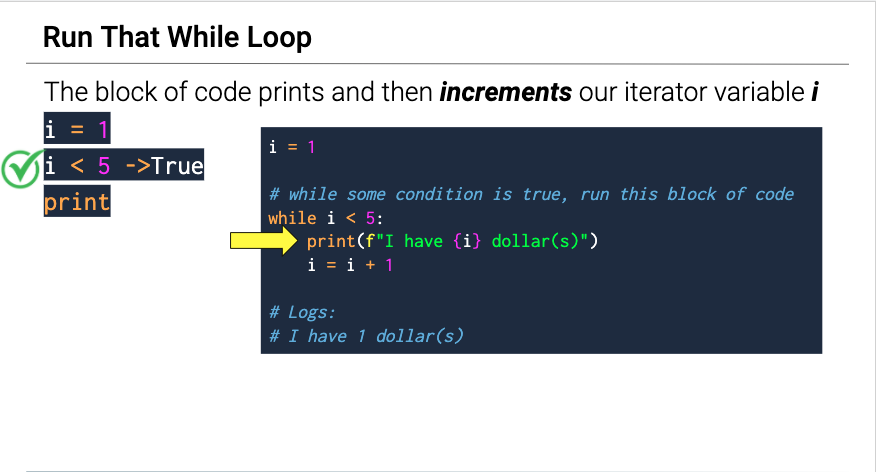 Run That While Loop
The block of code prints and then increments our iterator variable i
i = 1
i < 5 ->True
print
i = 1
# while some condition is true, run this block of code
while i < 5:
print(f"I have {i} dollar(s)")
i = i + 1
# Logs:
# I have 1 dollar(s)